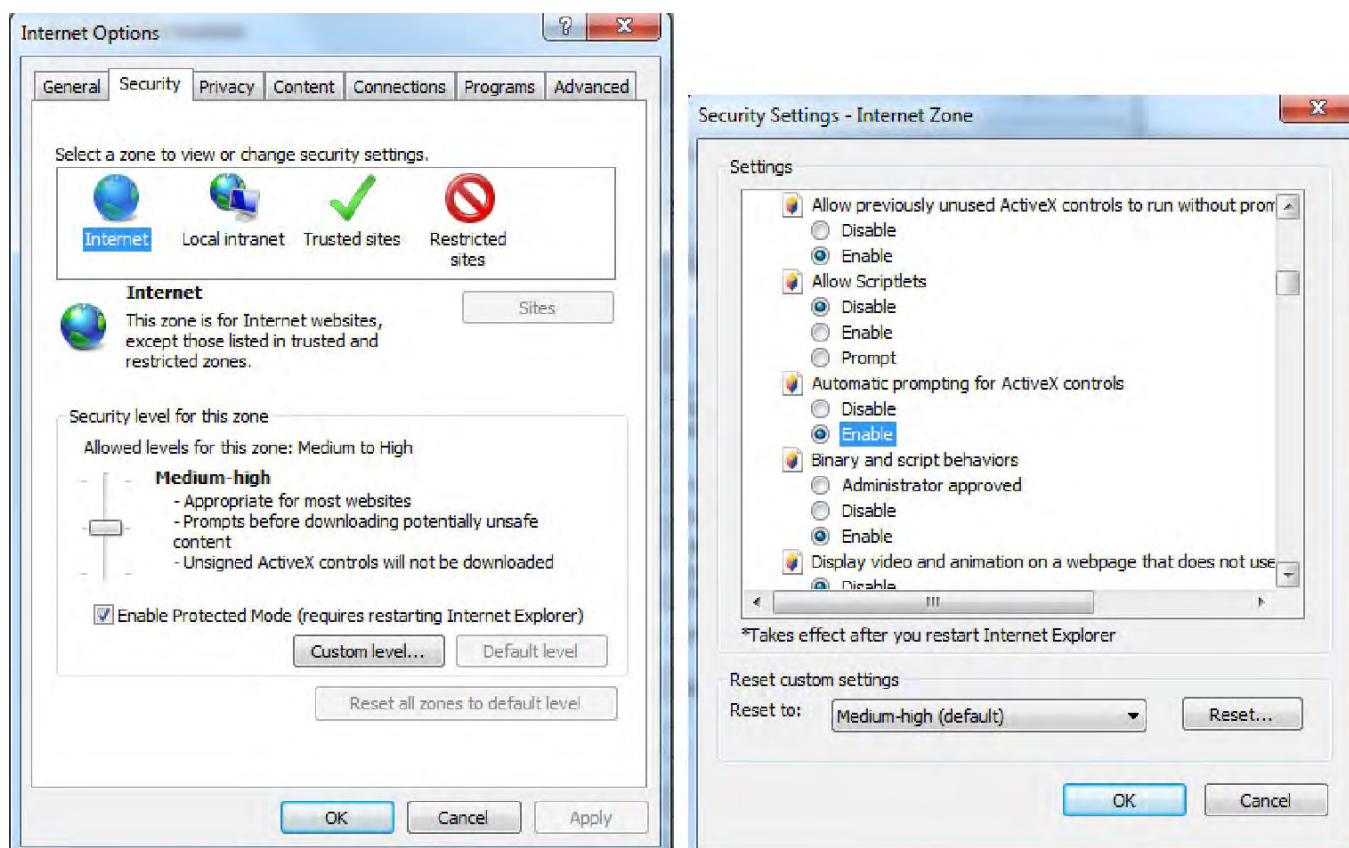 Internet Options
General Security Privacy Content Connections Programs Advanced
Select a zone to view or change security settings.
Internet
Local intranet
Trusted sites
Restricted
sites
Internet
Sites
This zone is for Internet websites,
except those listed in trusted and
restricted zones.
Security level for this zone
Allowed levels for this zone: Medium to High
Medium-high
- Appropriate for most websites
- Prompts before downloading potentially unsafe
content
- Unsigned ActiveX controls will not be downloaded
Enable Protected Mode (requires restarting Internet Explorer)
Custom level... Default level
Reset all zones to default level
OK Cancel Apply
Security Settings - Internet Zone
Settings
Allow previously unused ActiveX controls to run without prom
Disable
Enable
Allow Scriptlets
Disable
Enable
Prompt
Automatic prompting for ActiveX controls
Disable
Enable
Binary and script behaviors
Administrator approved
Disable
Enable
Display video and animation on a webpage that does not use
Disable
*Takes effect after you restart Internet Explorer
Reset custom settings
Reset to: Medium-high (default) Reset...
OK Cancel